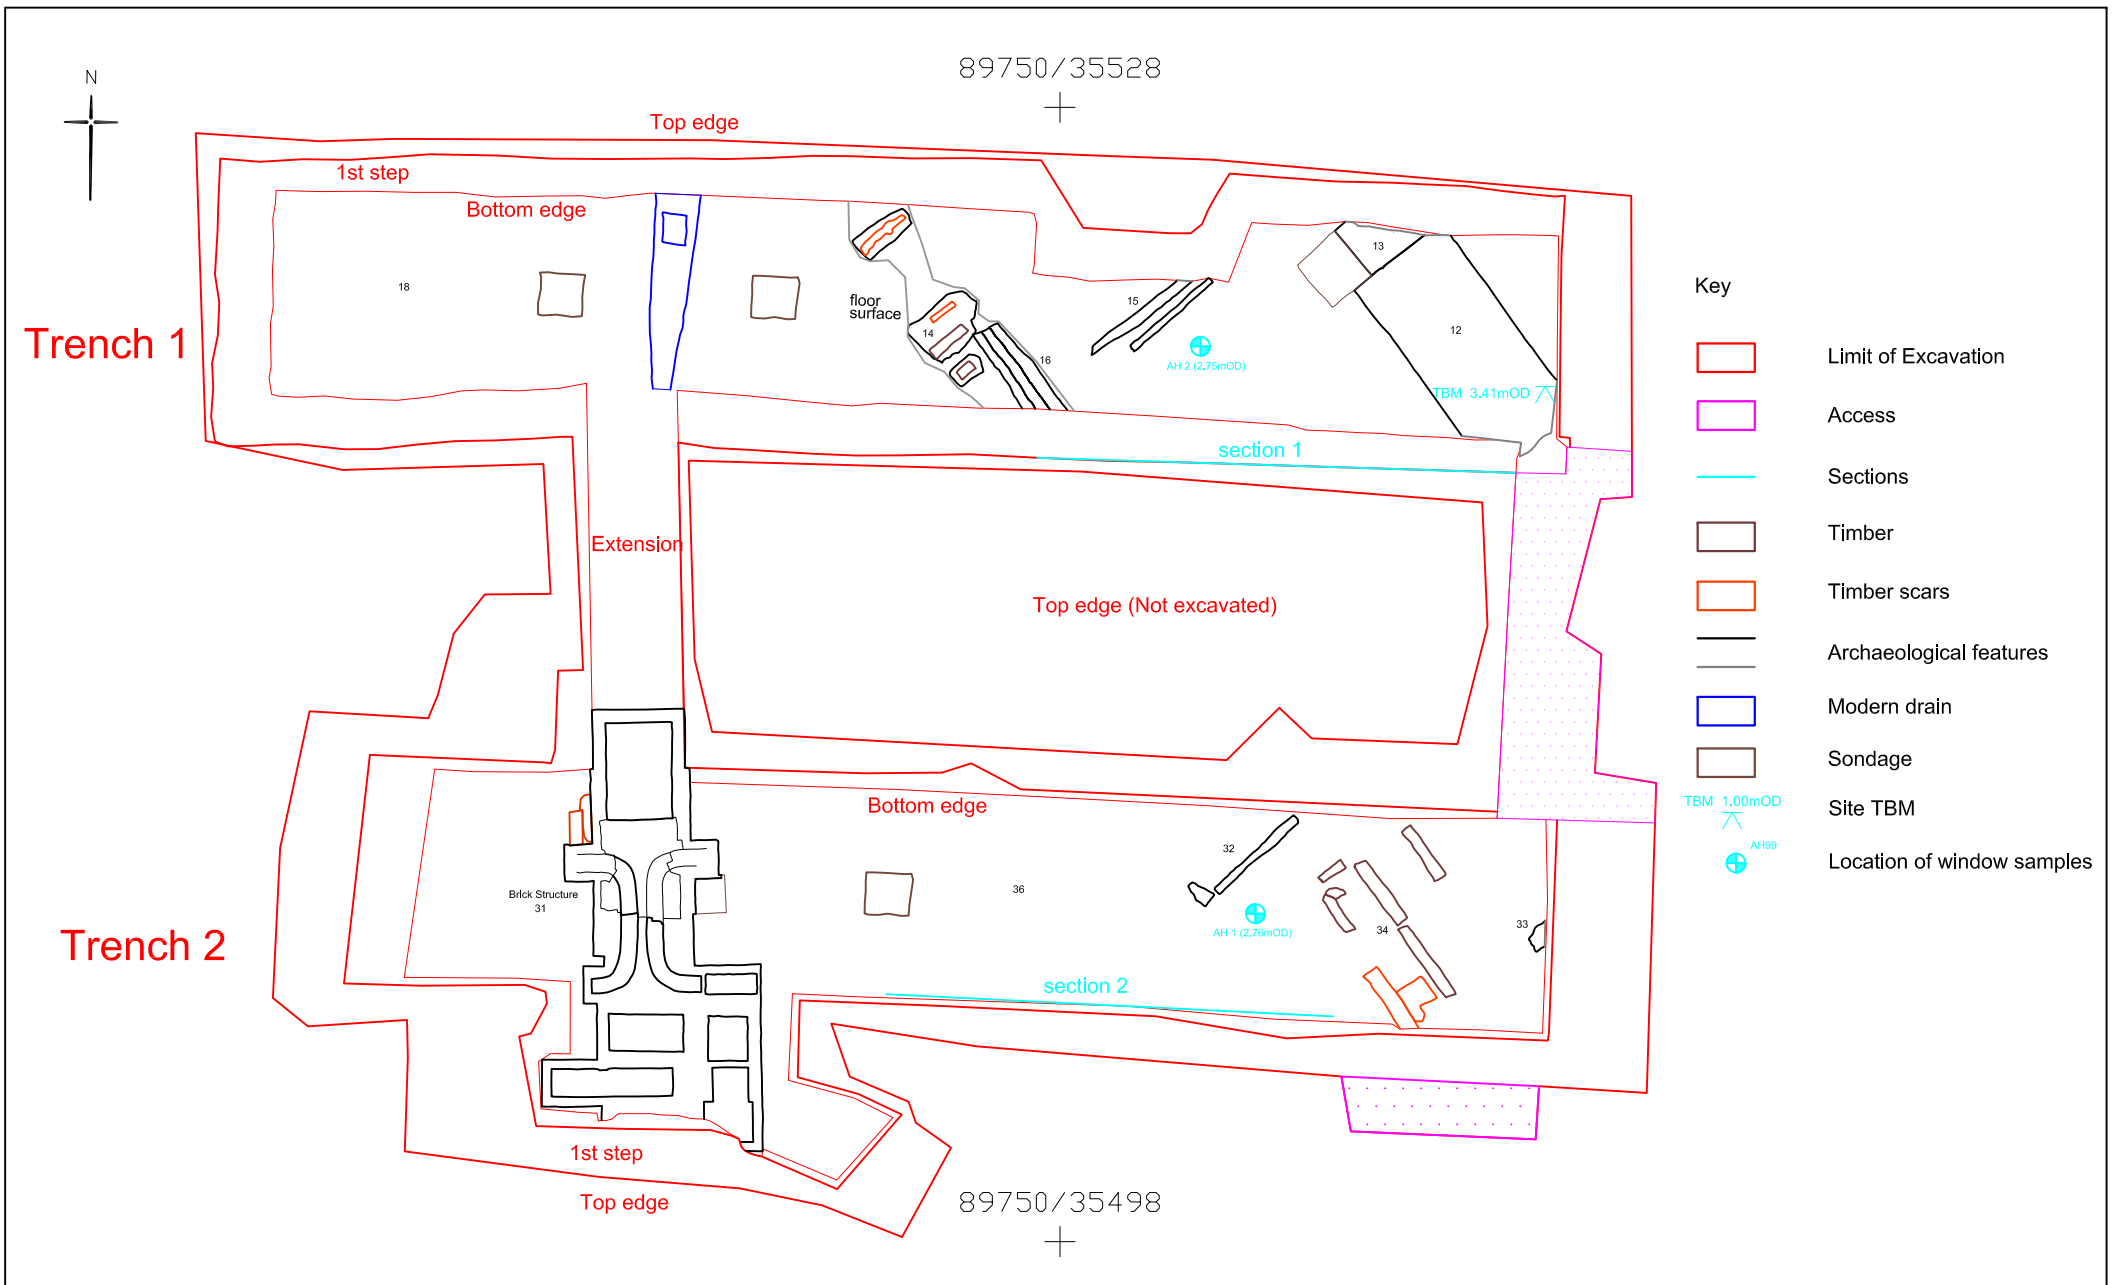 89750/35528
N
Top edge
1st step
Bottom edge
13
18
floor
surface
15
14
16
12
Trench 1
AH 2 (2.75mOD)
TBM 3.41mOD
section 1
Extension
Top edge (Not excavated)
Bottom edge
32
Brick Structure
31
36
33
34
AH 1 (2,76mOD)
Trench 2
section 2
1st step
Top edge
89750/35498
Key
Limit of Excavation
Access
Sections
Timber
Timber scars
Archaeological features
Modern drain
Sondage
TBM 1.00mOD
Site TBM
AH99
Location of window samples